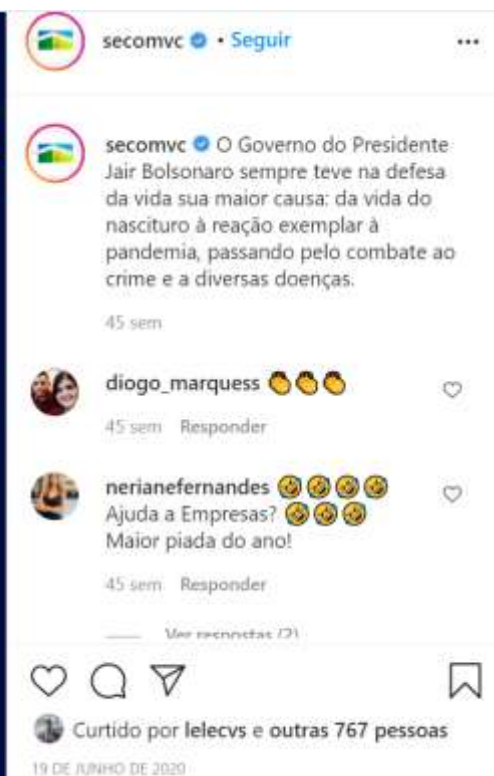 secomvc • Seguir
secomvc O Governo do Presidente
Jair Bolsonaro sempre teve na defesa
da vida sua maior causa: da vida do
nascituro à reação exemplar à
pandemia, passando pelo combate ao
crime e a diversas doenças.
45 sem
diogo_marquess 👏👏👏
45 sem Responder
nerianefernandes 🤣🤣🤣🤣
Ajuda a Empresas? 🤣🤣🤣
Maior piada do ano!
45 sem Responder
Ver respostas (2)
Curtido por lelecvs e outras 767 pessoas
19 DE JUNHO DE 2020